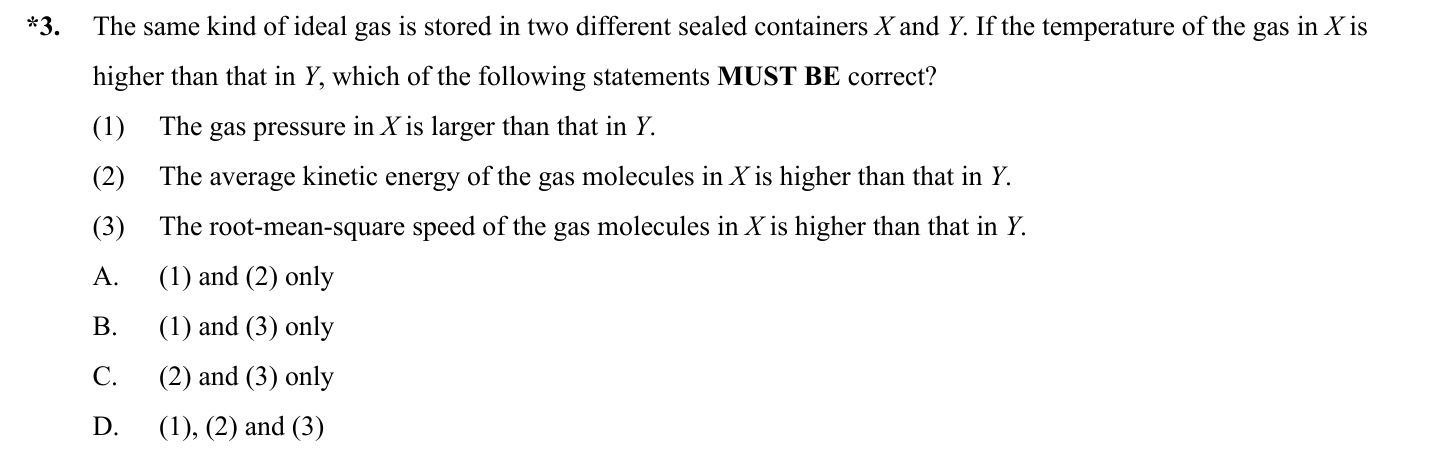 *3. The same kind of ideal gas is stored in two different sealed containers X and Y. If the temperature of the gas in X is
higher than that in Y, which of the following statements MUST BE correct?
(1) The gas pressure in X is larger than that in Y.
(2) The average kinetic energy of the gas molecules in X is higher than that in Y.
(3) The root-mean-square speed of the gas molecules in X is higher than that in Y.
A. (1) and (2) only
B. (1) and (3) only
C. (2) and (3) only
D. (1), (2) and (3)